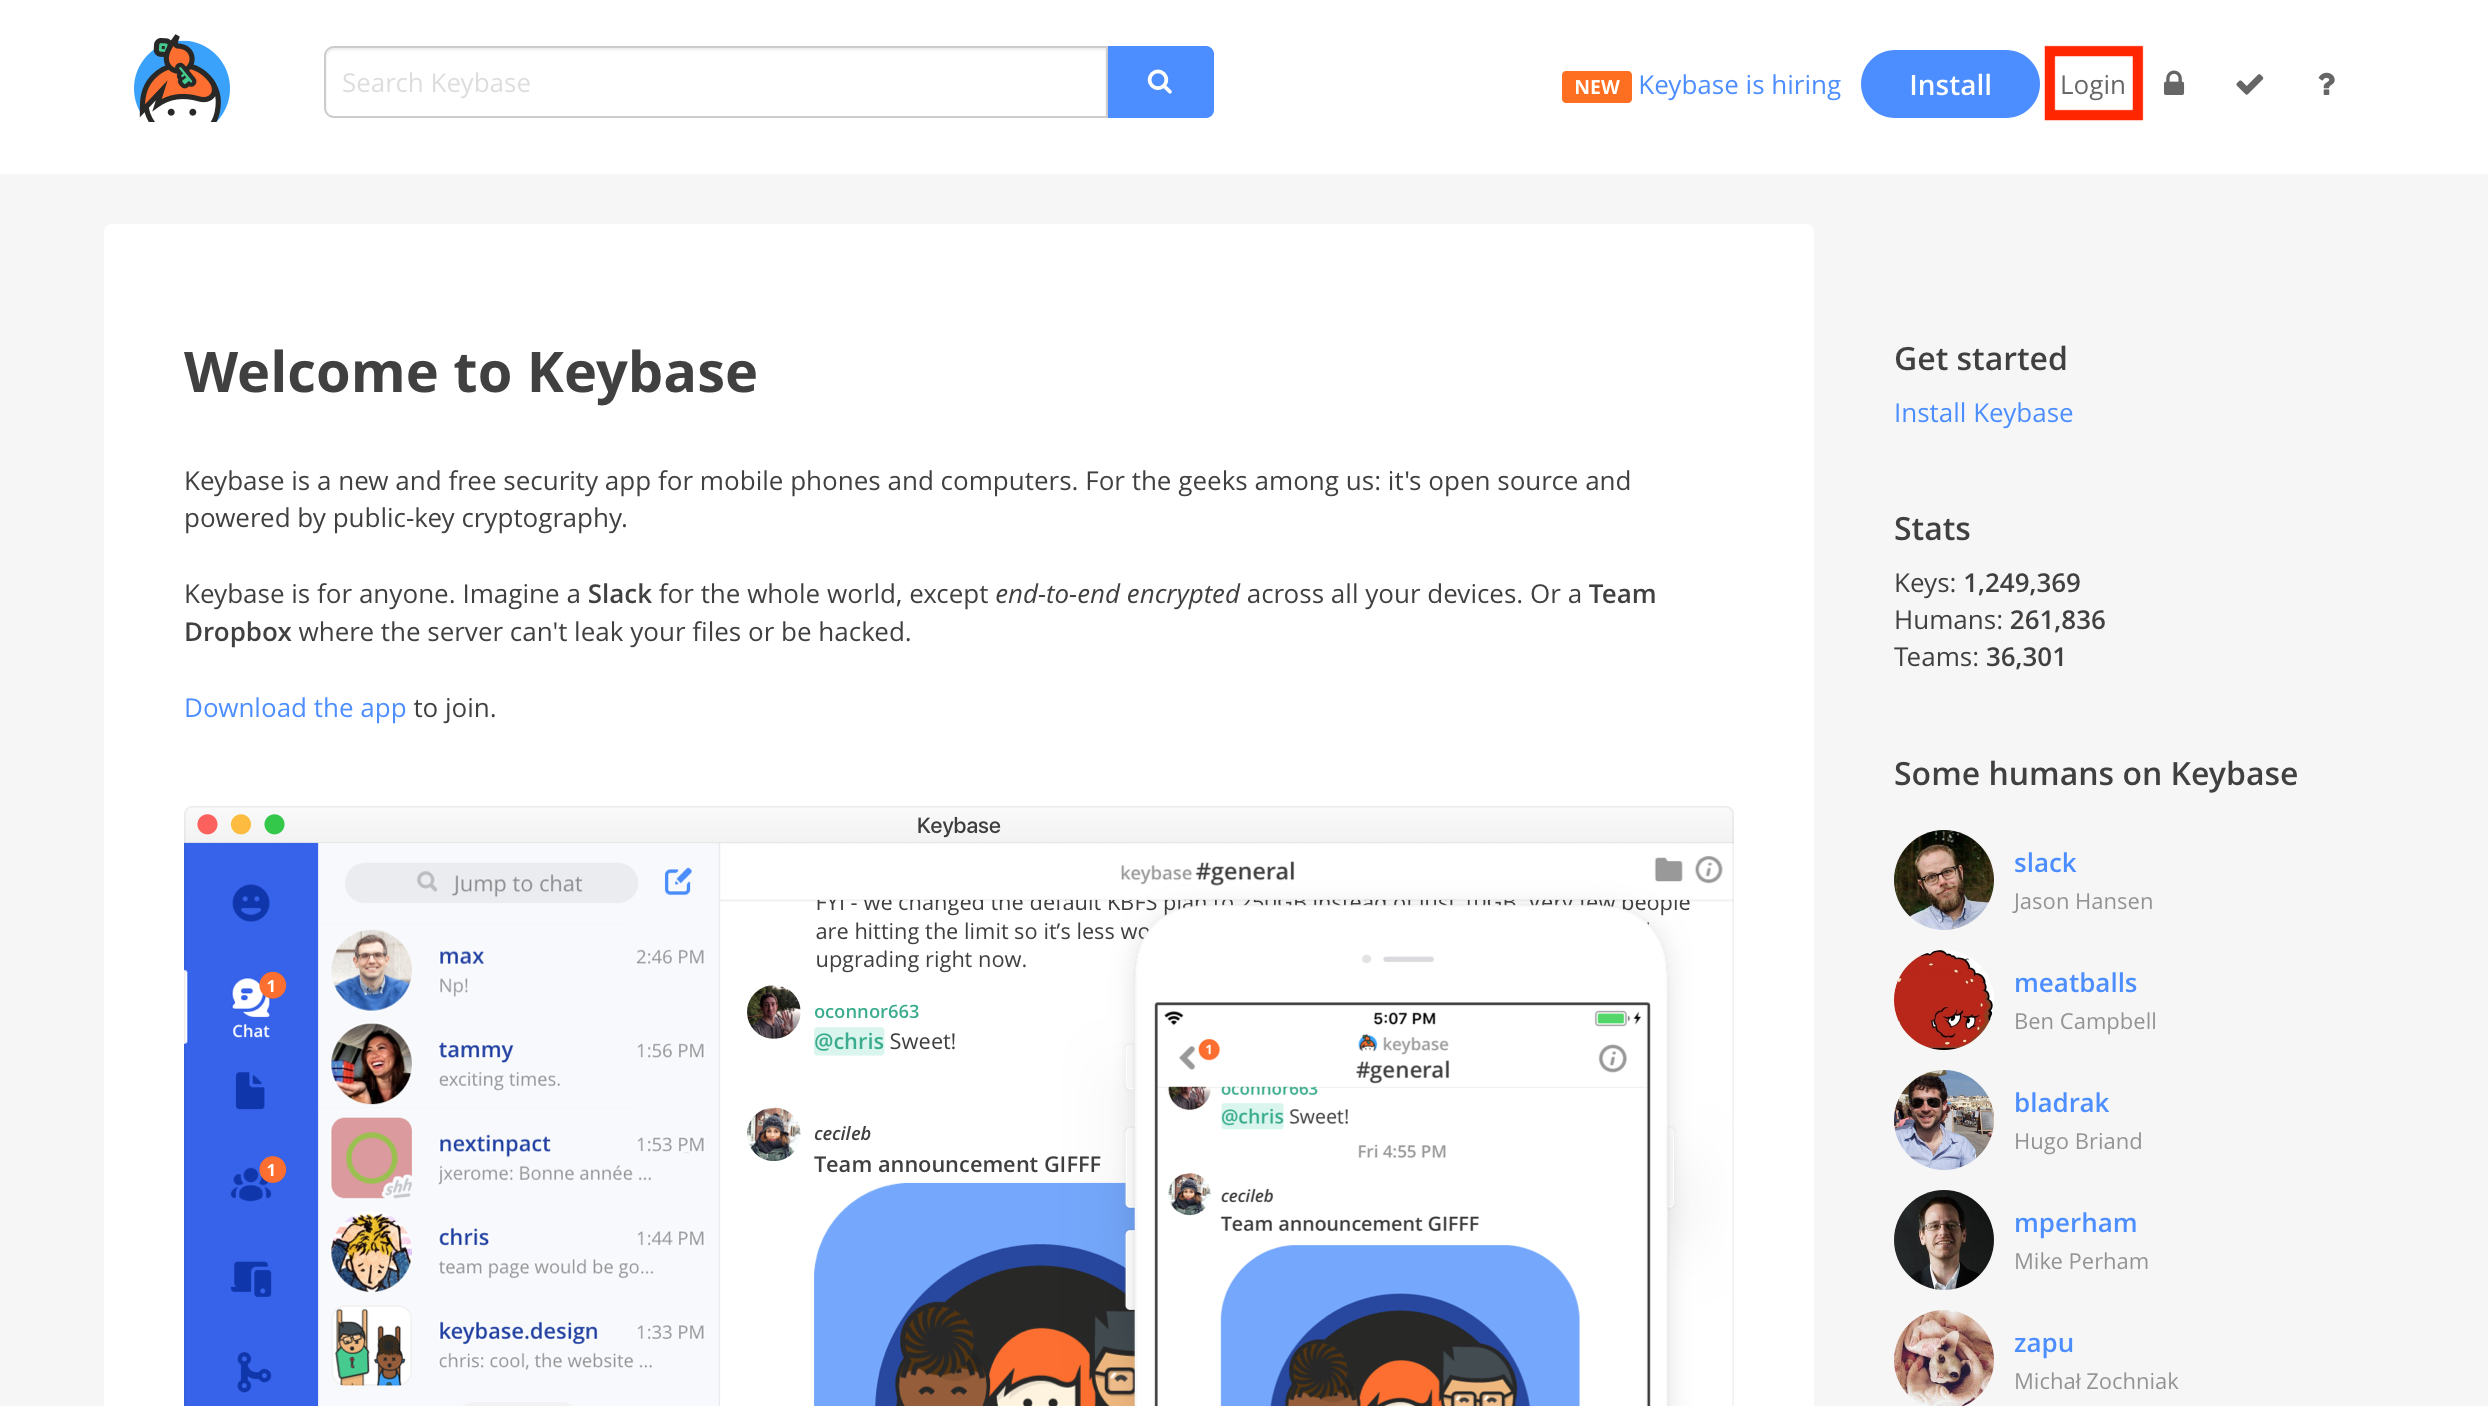 Search Keybase
NEW Keybase is hiring
Install
Login
?
Welcome to Keybase
Keybase is a new and free security app for mobile phones and computers. For the geeks among us: it's open source and
powered by public-key cryptography.
Keybase is for anyone. Imagine a Slack for the whole world, except end-to-end encrypted across all your devices. Or a Team
Dropbox where the server can't leak your files or be hacked.
Download the app to join.
Get started
Install Keybase
Stats
Keys: 1,249,369
Humans: 261,836
Teams: 36,301
Some humans on Keybase
slack
Jason Hansen
meatballs
Ben Campbell
bladrak
Hugo Briand
mperham
Mike Perham
zapu
Michał Zochniak
Keybase
1
Chat
1
Jump to chat
max 2:46 PM
Np!
tammy 1:56 PM
exciting times.
nextinpact 1:53 PM
jxerome: Bonne année ...
shh
chris 1:44 PM
team page would be go...
keybase.design 1:33 PM
chris: cool, the website ...
keybase #general
FYI - we changed the default KBFS plan to 250GB instead of just 10GB. Very few people
are hitting the limit so it's less wo
upgrading right now.
oconnor663
@chris Sweet!
cecileb
Team announcement GIFFF
5:07 PM
1
keybase
#general
oconnor663
@chris Sweet!
Fri 4:55 PM
cecileb
Team announcement GIFFF